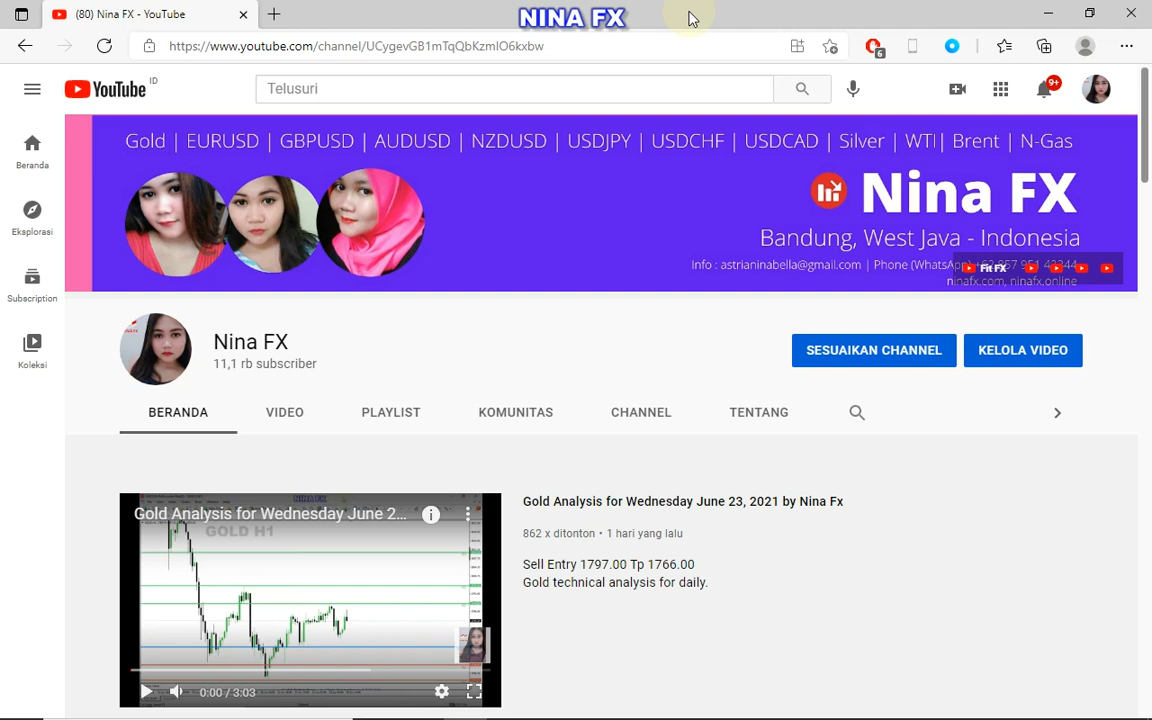 (80) Nina FX - YouTube
NINA FX
https://www.youtube.com/channel/UCygevGB1mTqQbKzmIO6kxbw
6
YouTube ID
Telusuri
9+
Gold | EURUSD | GBPUSD | AUDUSD | NZDUSD | USDJPY | USDCHF | USDCAD | Silver | WTI | Brent | N-Gas
Nina FX
Bandung, West Java - Indonesia
Info : astrianinabella@gmail.com | Phone (WhatsApp)
Fit FX
ninafx.com, ninafx.online
Beranda
Eksplorasi
Subscription
Koleksi
Nina FX
11,1 rb subscriber
SESUAIKAN CHANNEL
KELOLA VIDEO
BERANDA
VIDEO
PLAYLIST
KOMUNITAS
CHANNEL
TENTANG
Gold Analysis for Wednesday June 2...
GOLD H1
0:00 / 3:03
Gold Analysis for Wednesday June 23, 2021 by Nina Fx
862 x ditonton • 1 hari yang lalu
Sell Entry 1797.00 Tp 1766.00
Gold technical analysis for daily.